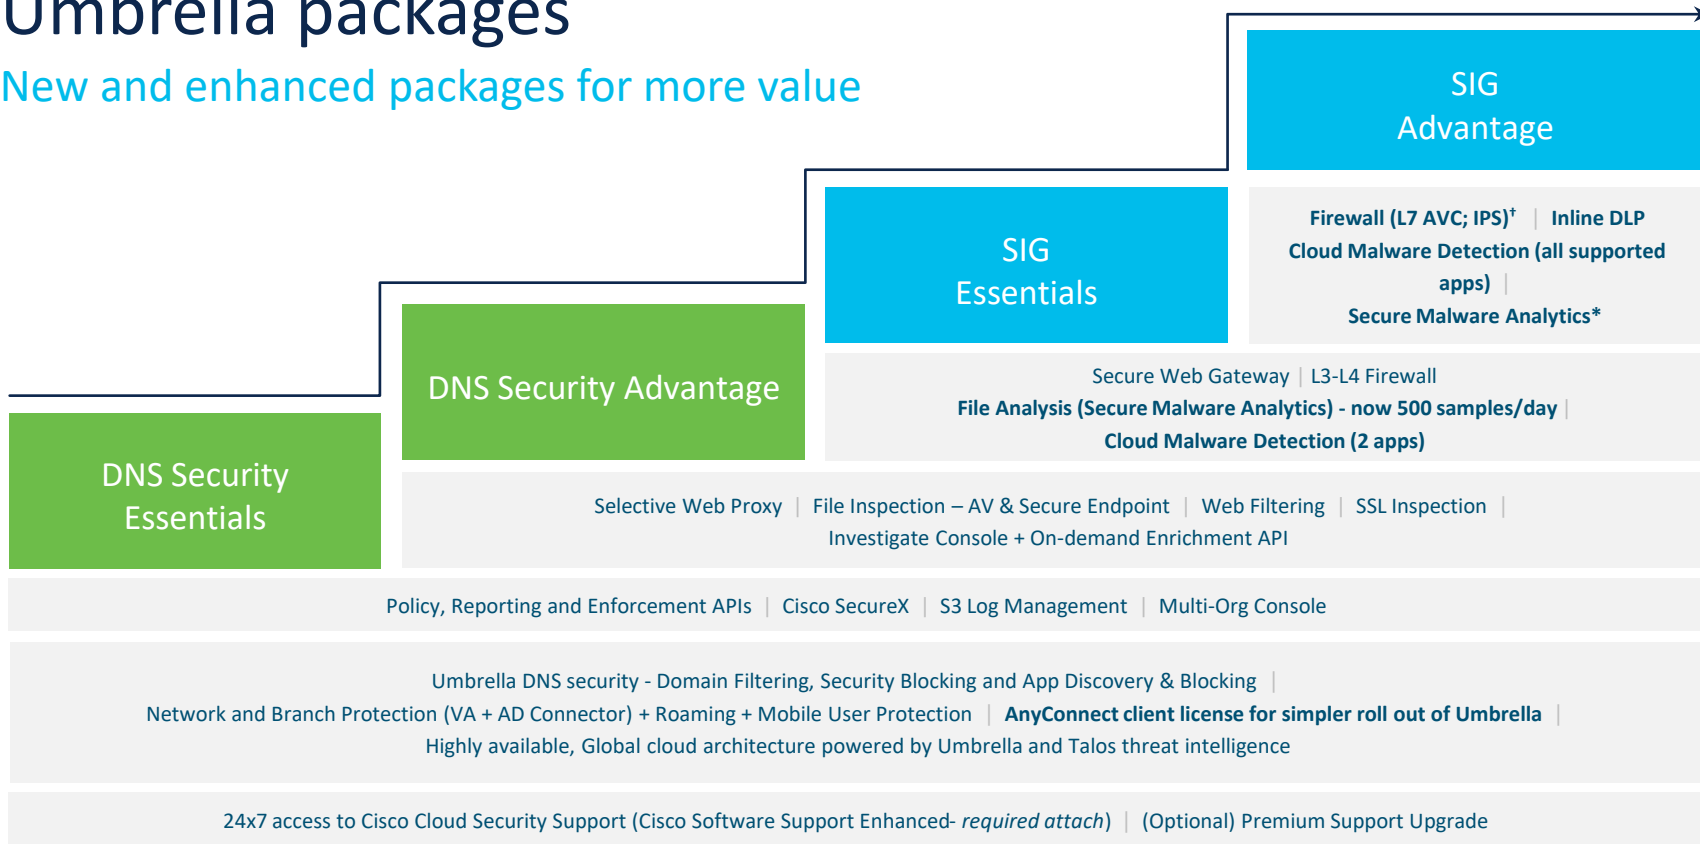 Umbrella packages
New and enhanced packages for more value
SIG
Advantage
Firewall (L7 AVC; IPS)† | Inline DLP
Cloud Malware Detection (all supported
apps) |
Secure Malware Analytics*
SIG
Essentials
Secure Web Gateway | L3-L4 Firewall
File Analysis (Secure Malware Analytics) - now 500 samples/day |
Cloud Malware Detection (2 apps)
DNS Security Advantage
Selective Web Proxy | File Inspection – AV & Secure Endpoint | Web Filtering | SSL Inspection |
Investigate Console + On-demand Enrichment API
DNS Security
Essentials
Policy, Reporting and Enforcement APIs | Cisco SecureX | S3 Log Management | Multi-Org Console
Umbrella DNS security - Domain Filtering, Security Blocking and App Discovery & Blocking |
Network and Branch Protection (VA + AD Connector) + Roaming + Mobile User Protection | AnyConnect client license for simpler roll out of Umbrella |
Highly available, Global cloud architecture powered by Umbrella and Talos threat intelligence
24x7 access to Cisco Cloud Security Support (Cisco Software Support Enhanced- required attach) | (Optional) Premium Support Upgrade